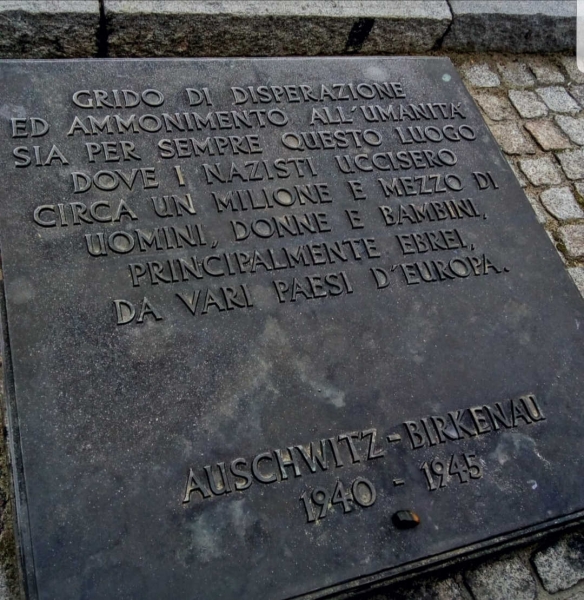 GRIDO DI DISPERAZIONE
ED AMMONIMENTO ALL'UMANITÀ
SIA PER SEMPRE QUESTO LUOGO
DOVE I NAZISTI UCCISERO
CIRCA UN MILIONE E MEZZO DI
UOMINI, DONNE E BAMBINI,
PRINCIPALMENTE EBREI,
DA VARI PAESI D'EUROPA.
AUSCHWITZ-BIRKENAU
1940 - 1945